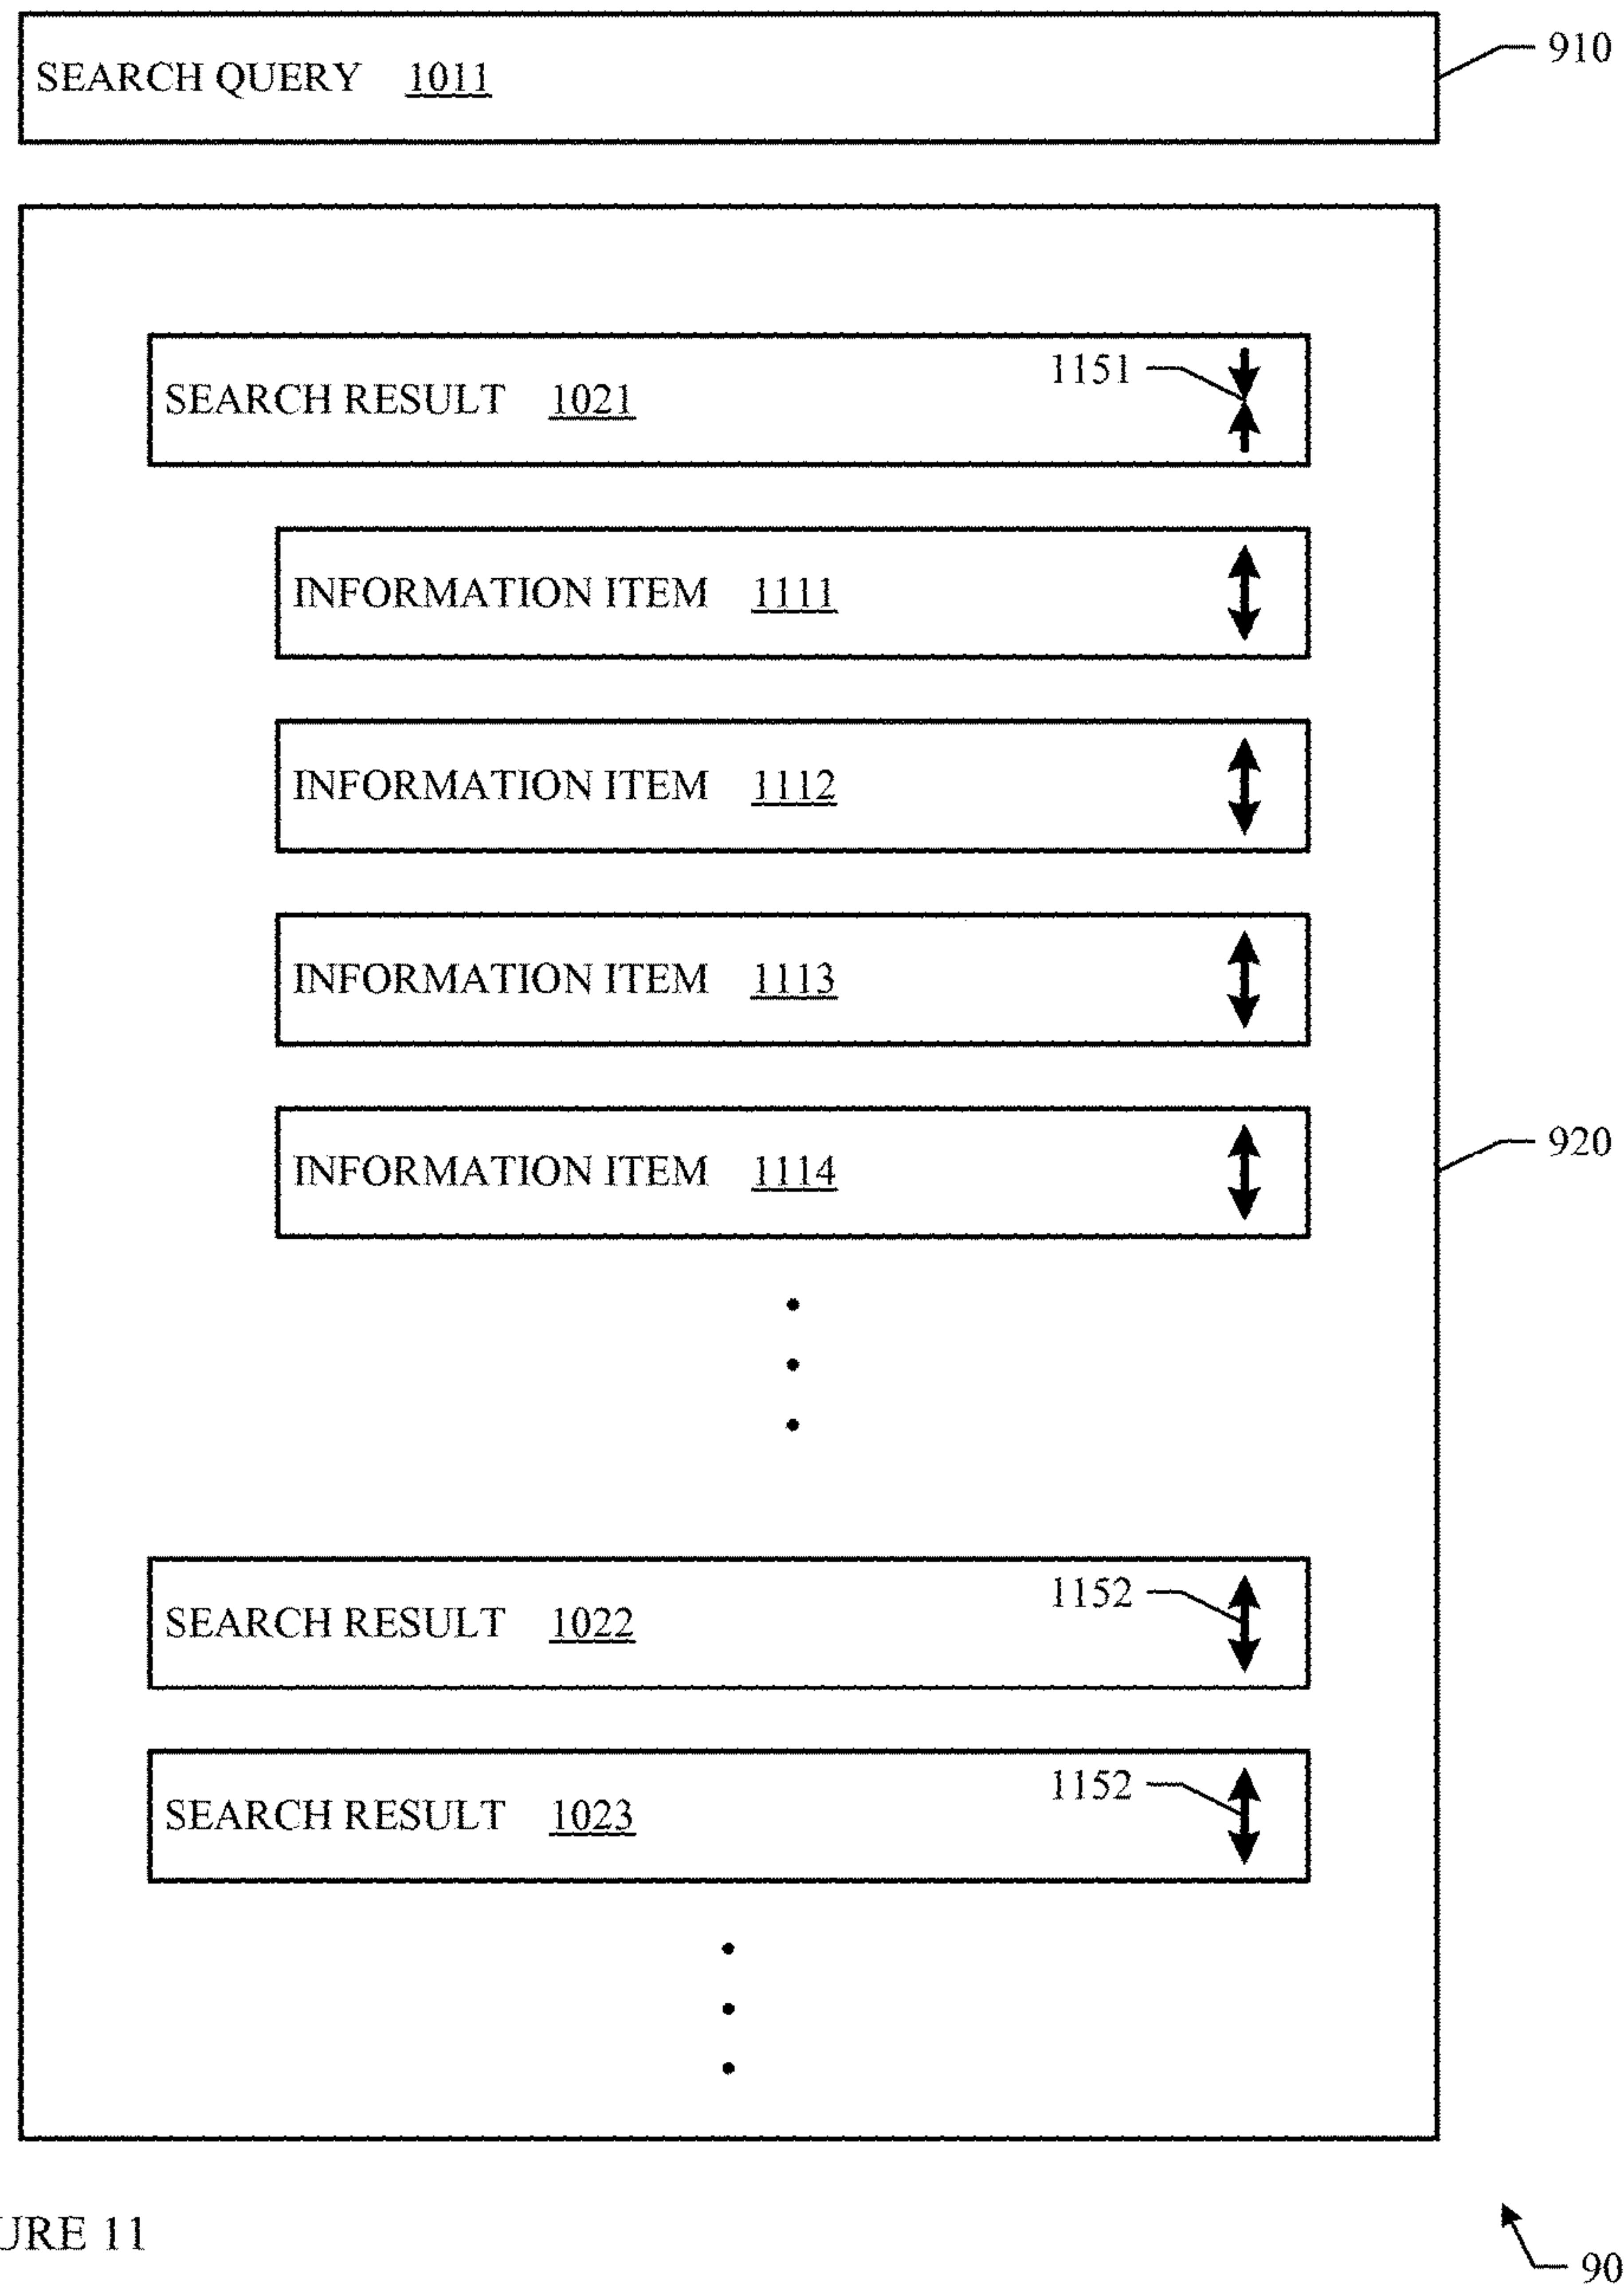 SEARCH QUERY 1011
910
SEARCH RESULT 1021
1151
INFORMATION ITEM 1111
INFORMATION ITEM 1112
INFORMATION ITEM 1113
INFORMATION ITEM 1114
920
SEARCH RESULT 1022
1152
SEARCH RESULT 1023
1152
URE 11
90